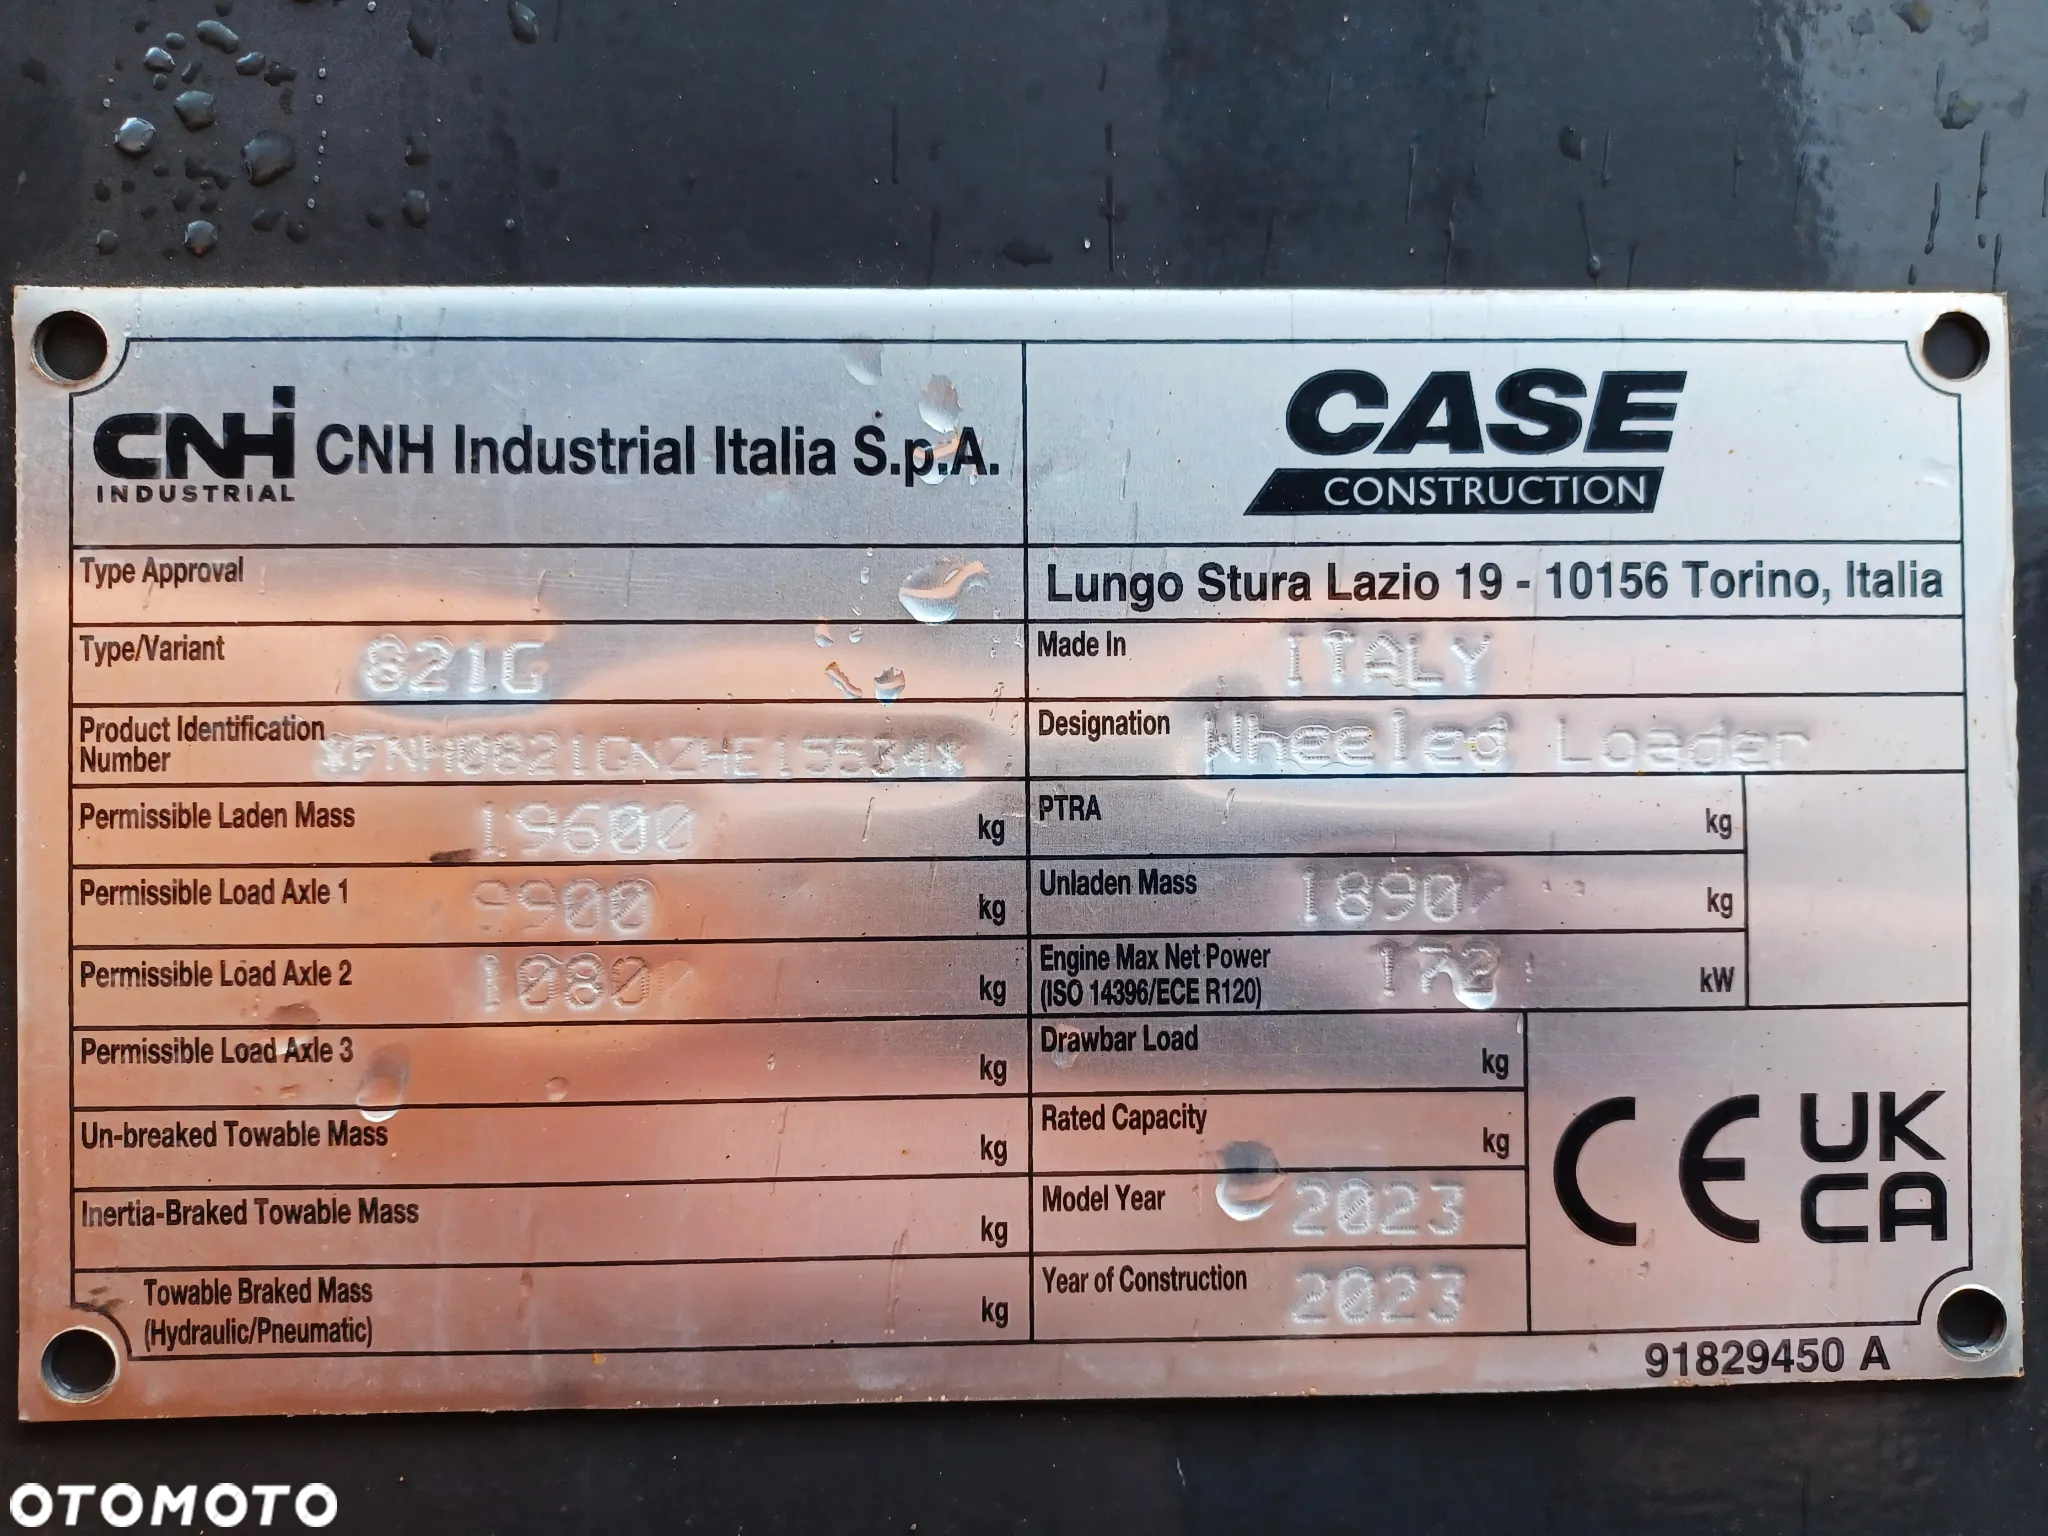 CNH INDUSTRIAL
CNH Industrial Italia S.p.A.
CASE
CONSTRUCTION
Type Approval
Lungo Stura Lazio 19 - 10156 Torino, Italia
Type/Variant 821G
Made In ITALY
Product Identification
Number *FNH0821GNZHE15534*
Designation Wheeled Loader
Permissible Laden Mass 19600 kg
PTRA kg
Permissible Load Axle 1 9900 kg
Unladen Mass kg
Permissible Load Axle 2 kg
Engine Max Net Power 172 kW
(ISO 14396/ECE R120)
Permissible Load Axle 3 kg
Drawbar Load kg
Un-breaked Towable Mass kg
Rated Capacity kg
Inertia-Braked Towable Mass kg
Model Year 2023
Towable Braked Mass kg
(Hydraulic/Pneumatic)
Year of Construction 2023
CE
UK
CA
91829450 A
OTOMOTO